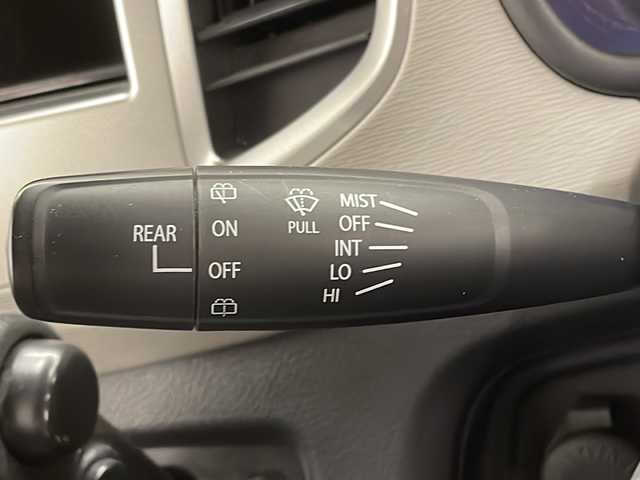 REAR
ON
OFF
PULL
MIST
OFF
INT
LO
HI